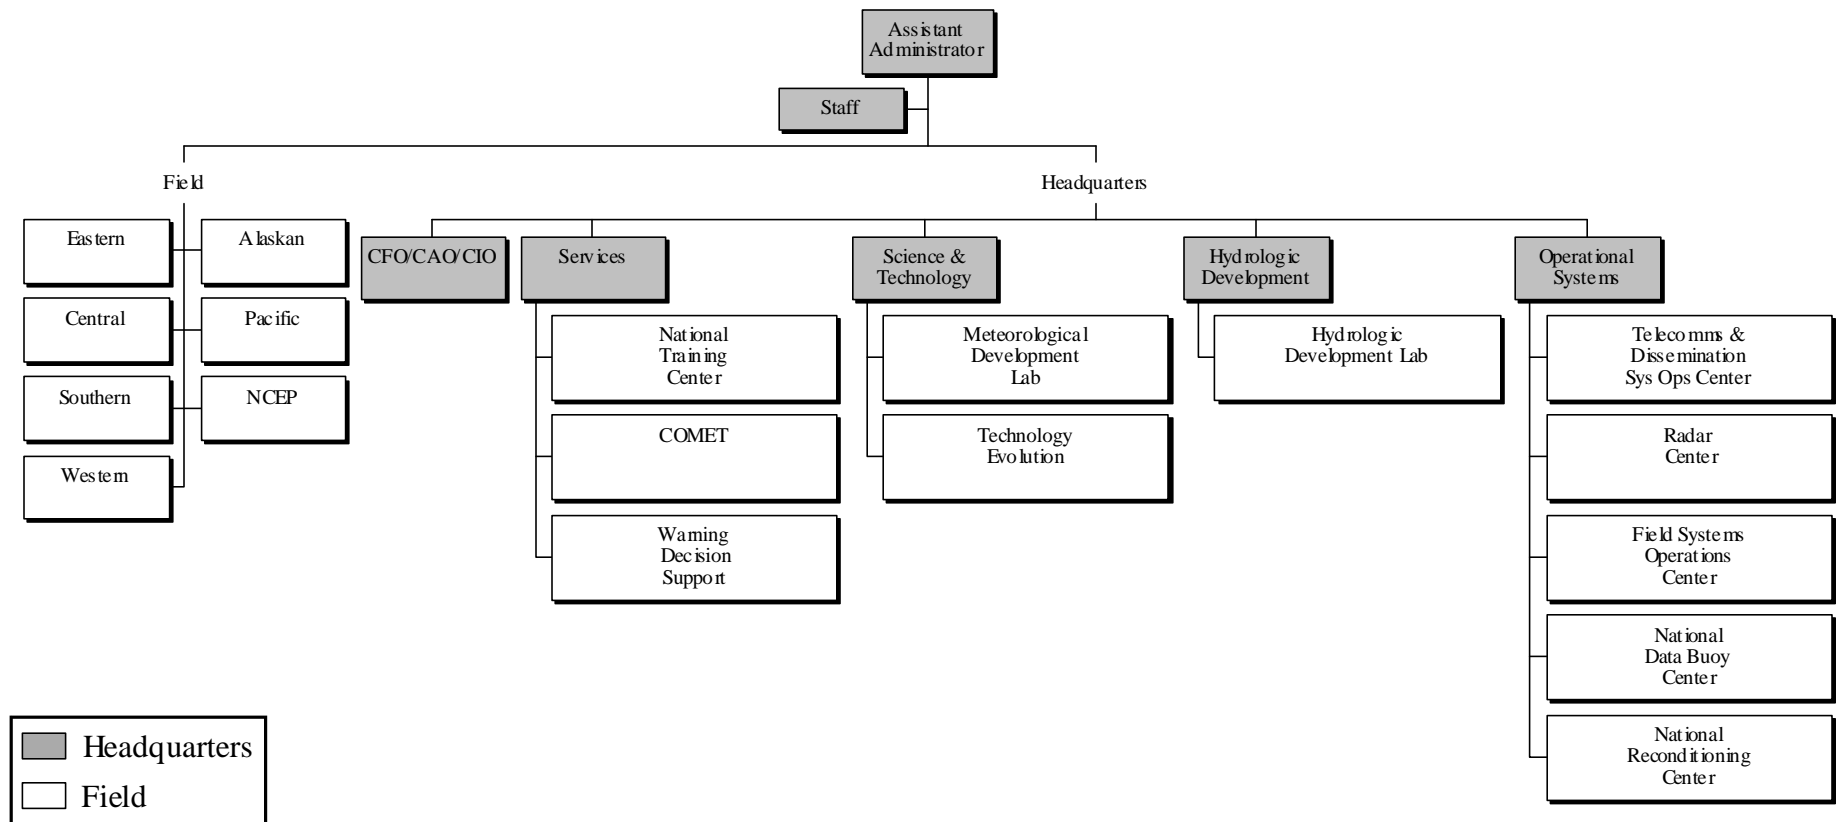 Assistant
Administrator
Staff
Field
Headquarters
Eastern
Alaskan
Central
Pacific
Southern
NCEP
Western
CFO/CAO/CIO
Services
National
Training
Center
COMET
Warning
Decision
Support
Science &
Technology
Meteorological
Development
Lab
Technology
Evolution
Hydrologic
Development
Hydrologic
Development Lab
Operational
Systems
Telecomms &
Dissemination
Sys Ops Center
Radar
Center
Field Systems
Operations
Center
National
Data Buoy
Center
National
Reconditioning
Center
Headquarters
Field